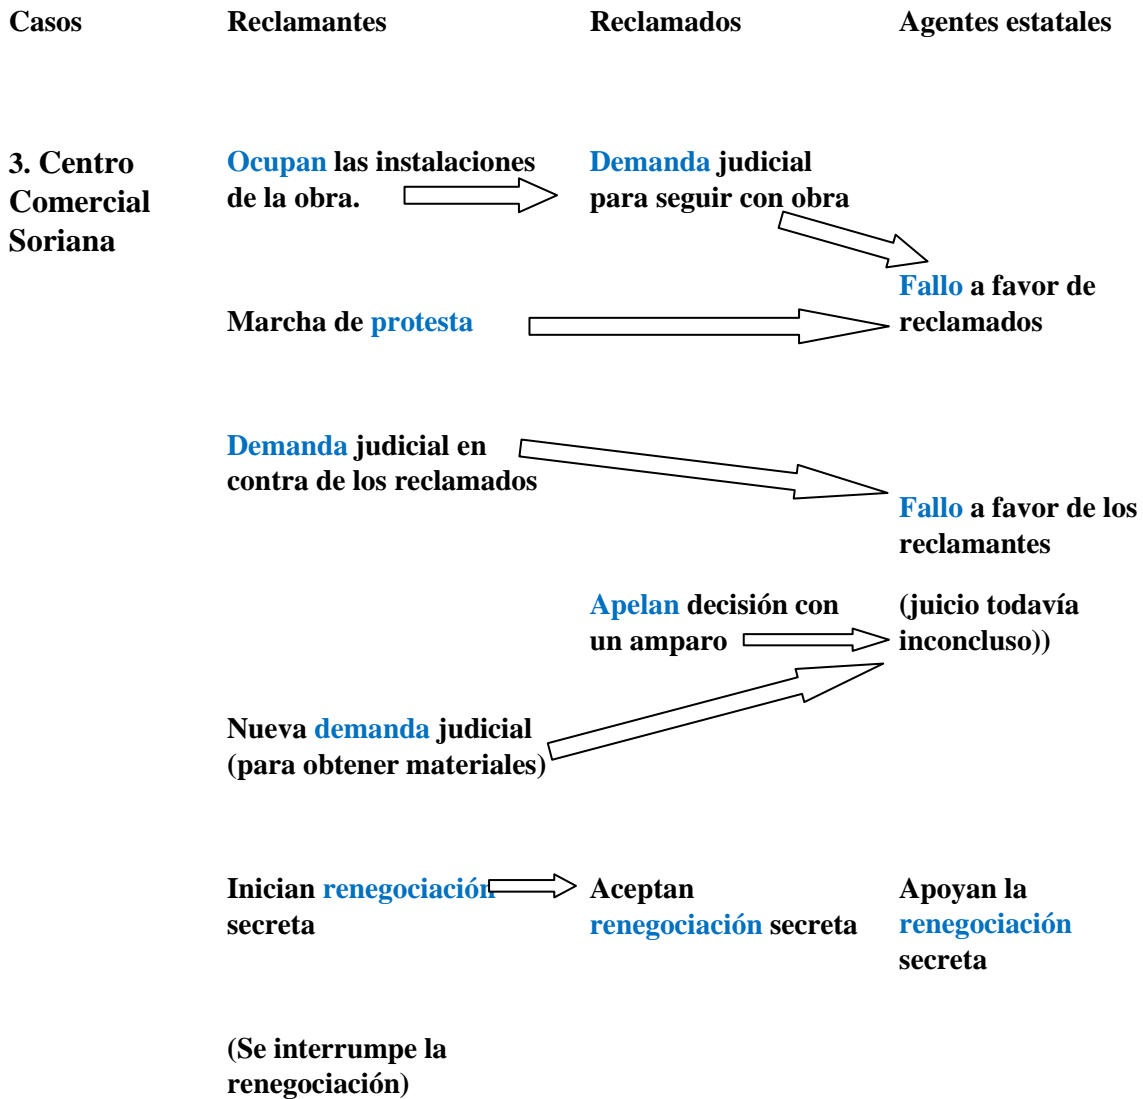 Casos Reclamantes Reclamados Agentes estatales
3. Centro
Comercial
Soriana
Ocupan las instalaciones
de la obra.
Demanda judicial
para seguir con obra
Fallo a favor de
reclamados
Marcha de protesta
Demanda judicial en
contra de los reclamados
Fallo a favor de los
reclamantes
Apelan decisión con
un amparo
(juicio todavía
inconcluso))
Nueva demanda judicial
(para obtener materiales)
Inician renegociación
secreta
Aceptan
renegociación secreta
Apoyan la
renegociación
secreta
(Se interrumpe la
renegociación)